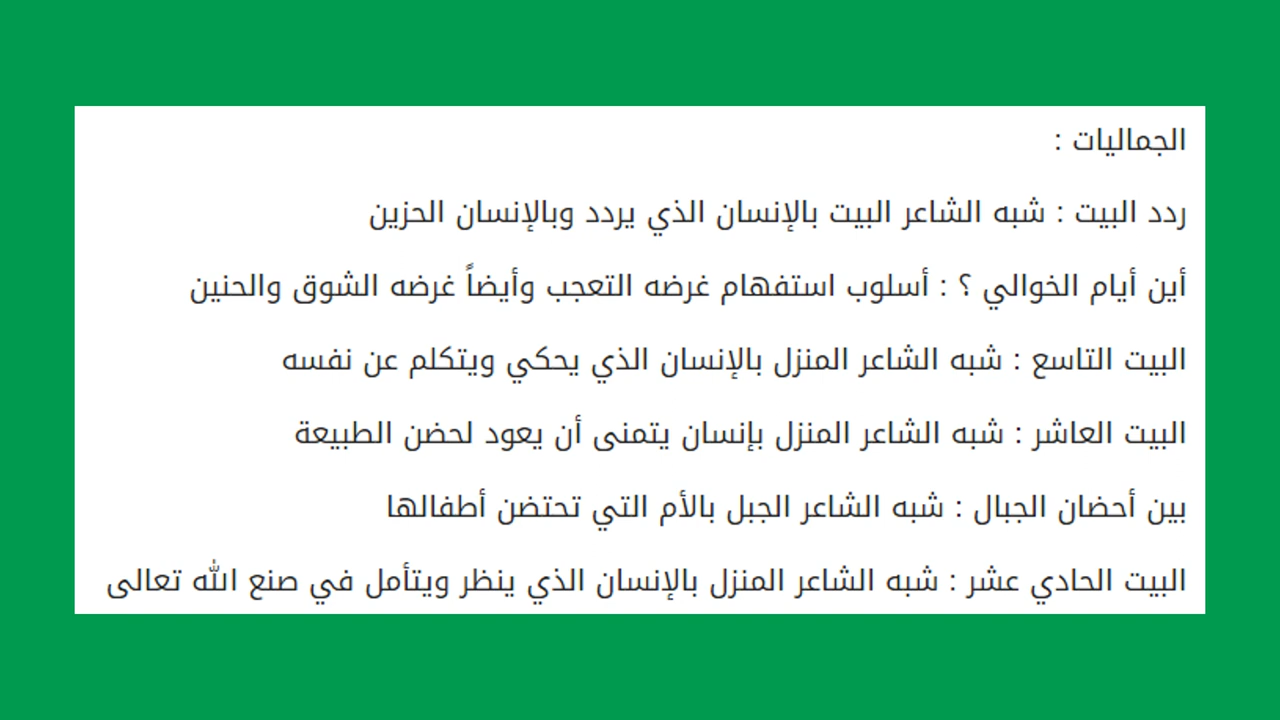 الجماليات :
ردد البيت : شبه الشاعر البيت بالإنسان الذي يردد وبالإنسان الحزين
أين أيام الخوالي ؟ : أسلوب استفهام غرضه التعجب وأيضاً غرضه الشوق والحنين
البيت التاسع : شبه الشاعر المنزل بالإنسان الذي يحكي ويتكلم عن نفسه
البيت العاشر : شبه الشاعر المنزل بإنسان يتمنى أن يعود لحضن الطبيعة
بين أحضان الجبال : شبه الشاعر الجبل بالأم التي تحتضن أطفالها
البيت الحادي عشر : شبه الشاعر المنزل بالإنسان الذي ينظر ويتأمل في صنع الله تعالى